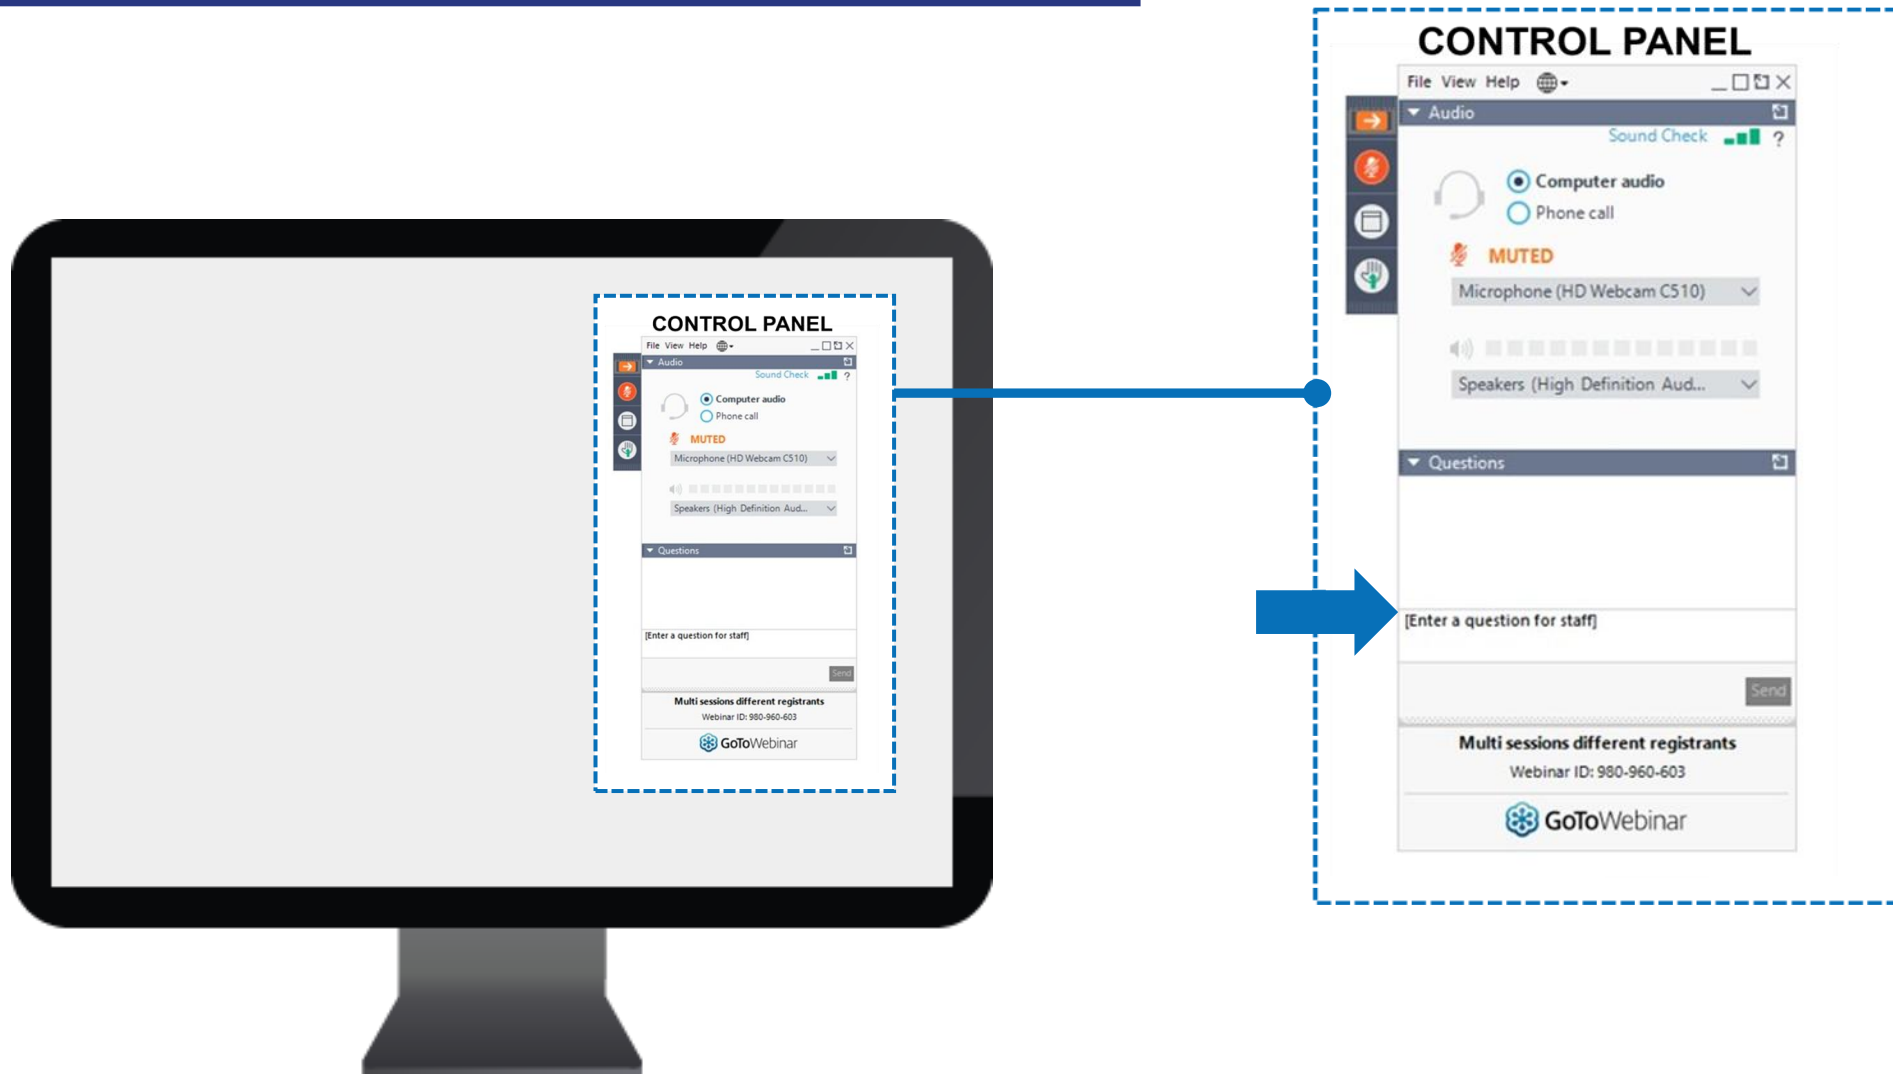 CONTROL PANEL
File View Help
Audio
Sound Check ?
Computer audio
Phone call
MUTED
Microphone (HD Webcam C510)
Speakers (High Definition Aud...
Questions
[Enter a question for staff]
Send
Multi sessions different registrants
Webinar ID: 980-960-603
GoToWebinar
CONTROL PANEL
File View Help
Audio
Sound Check ?
Computer audio
Phone call
MUTED
Microphone (HD Webcam C510)
Speakers (High Definition Aud...
Questions
[Enter a question for staff]
Send
Multi sessions different registrants
Webinar ID: 980-960-603
GoToWebinar